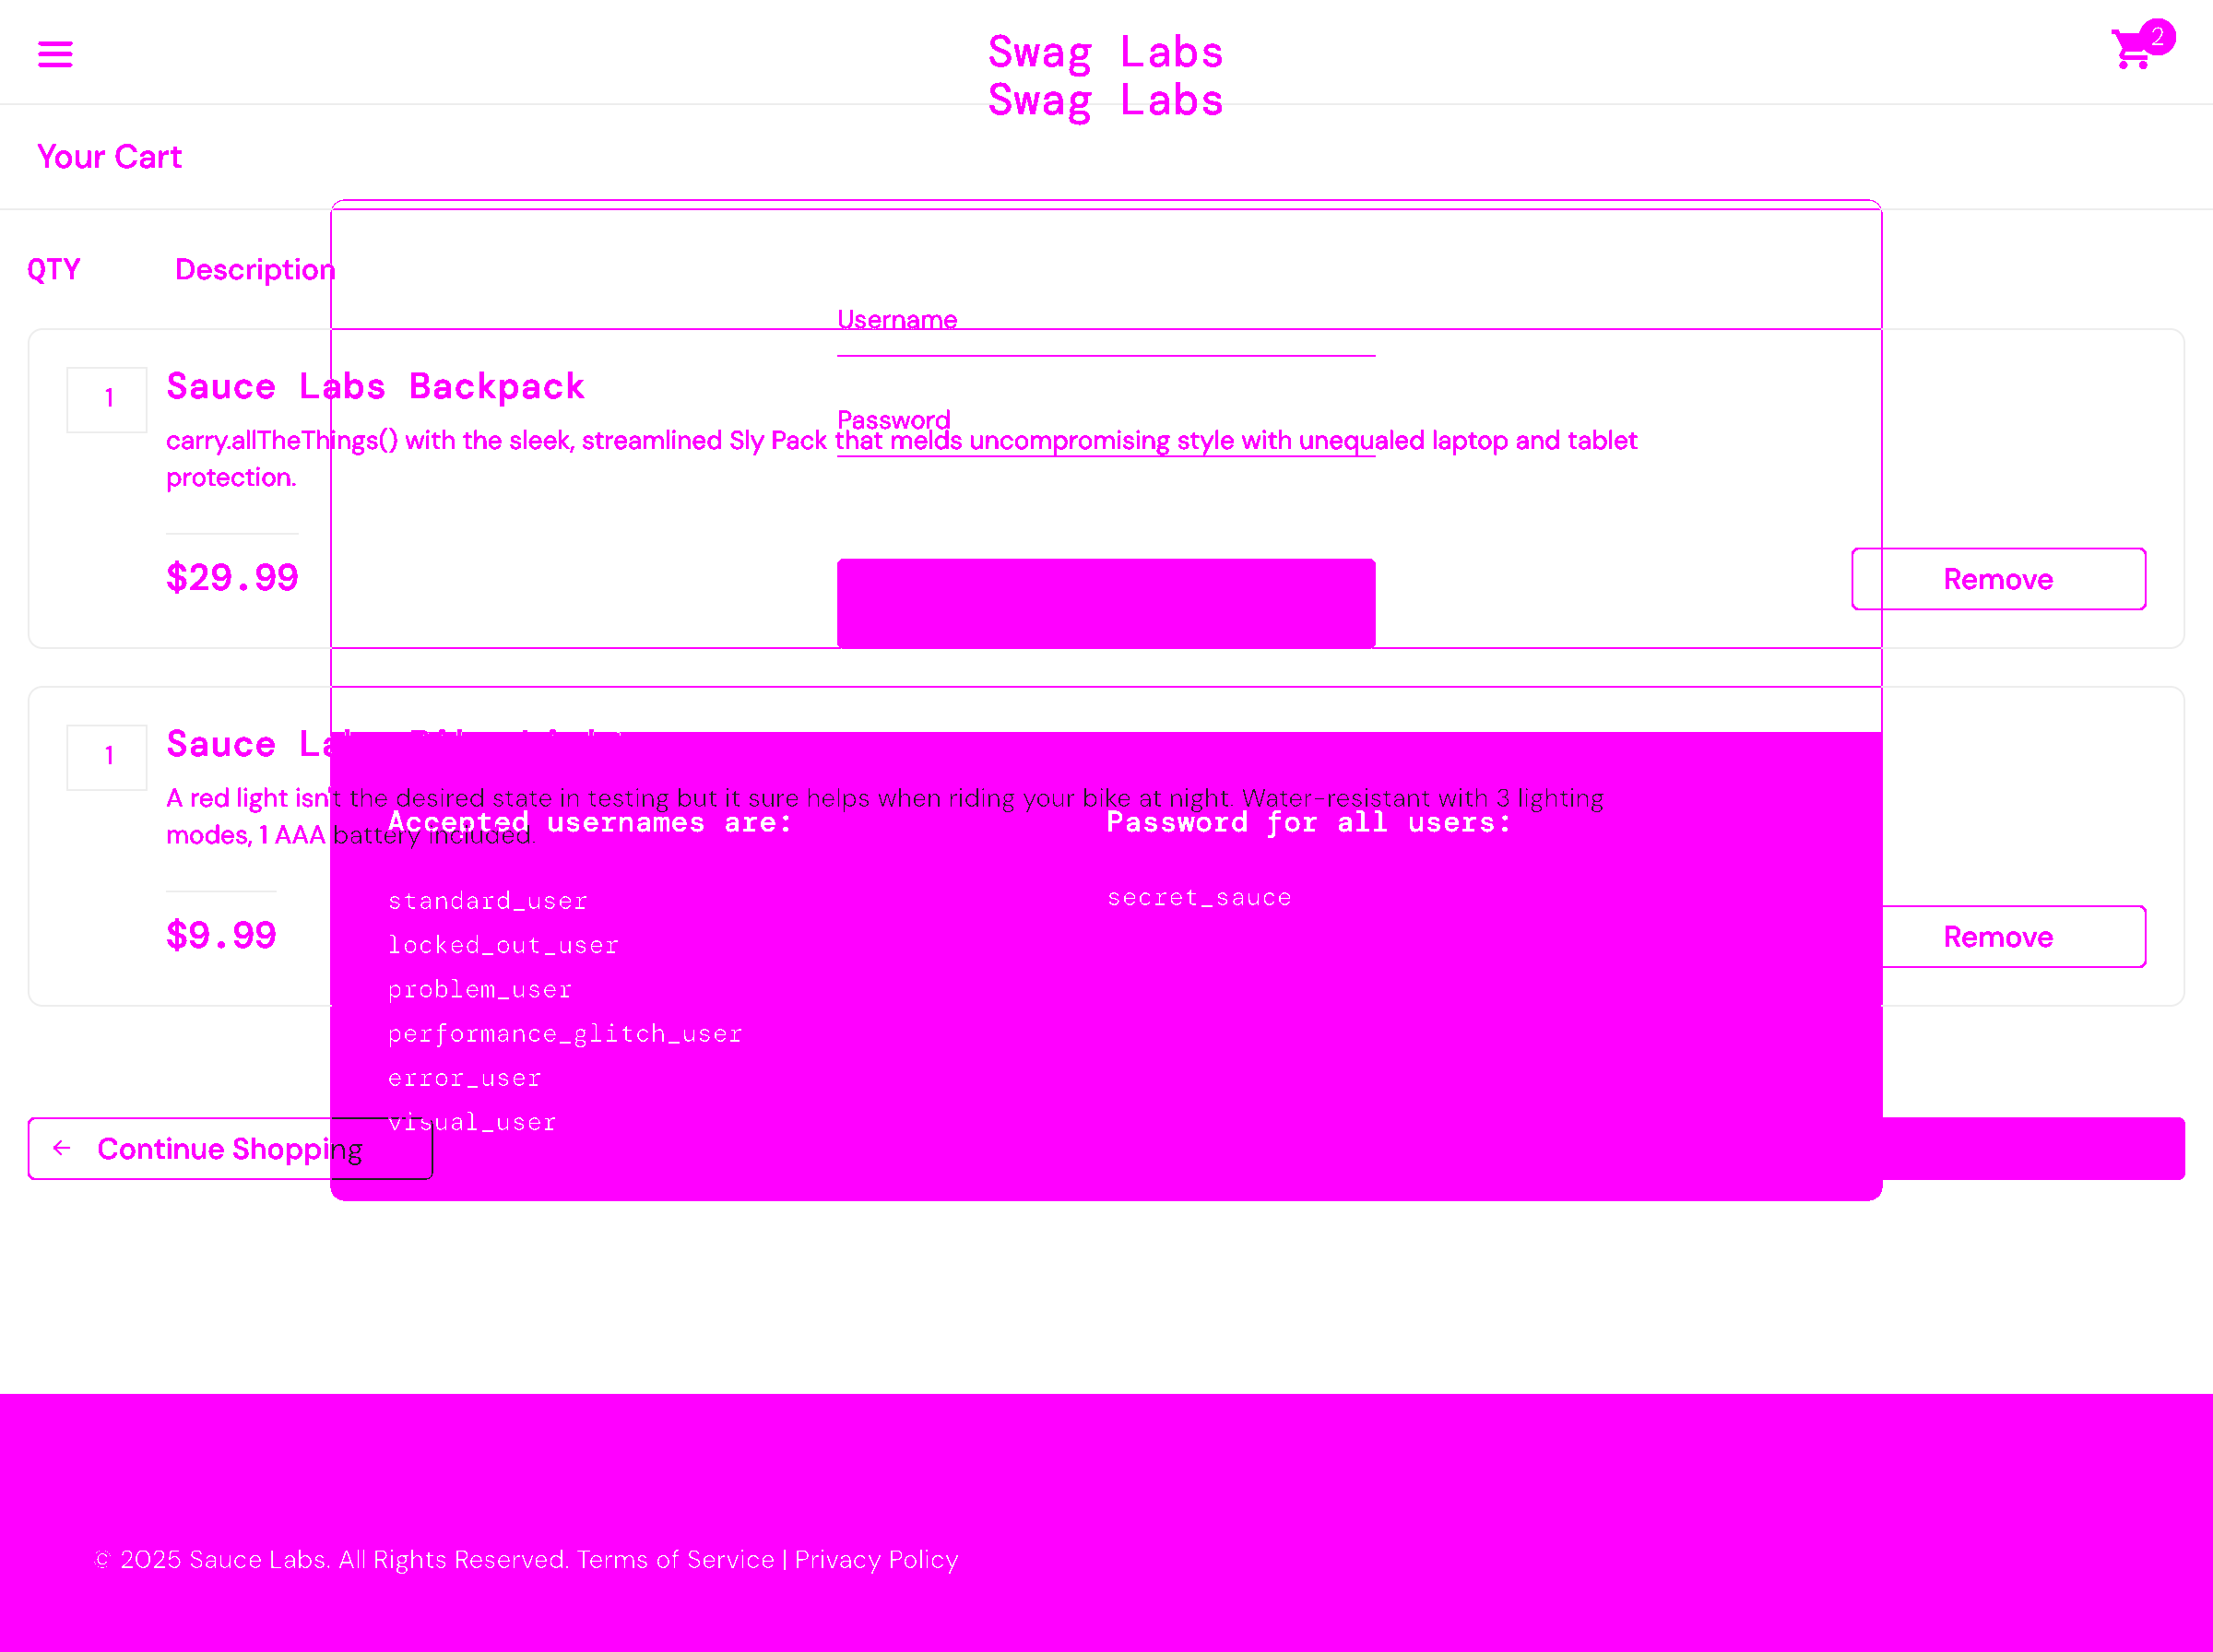 2
Swag Labs
Swag Labs
Your Cart
QTY Description
Username
1
Sauce Labs Backpack
Password
carry.allTheThings() with the sleek, streamlined Sly Pack that melds uncompromising style with unequaled laptop and tablet
protection.
$29.99
Remove
1
Sauce
A red light isn't the desired state in testing but it sure helps when riding your bike at night. Water-resistant with 3 lighting
modes, 1 AAA battery included.
Accepted usernames are:
Password for all users:
standard_user
secret_sauce
locked_out_user
$9.99
Remove
problem_user
performance_glitch_user
error_user
visual_user
← Continue Shopping
© 2025 Sauce Labs. All Rights Reserved. Terms of Service | Privacy Policy